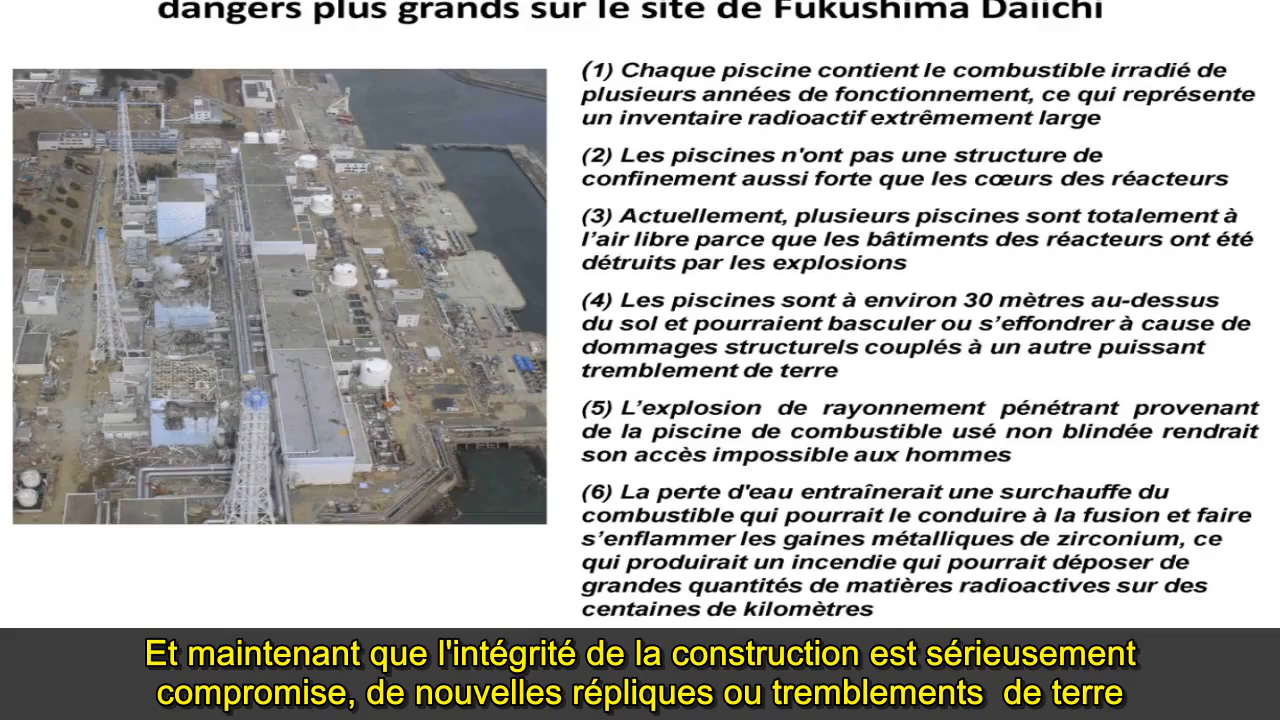 dangers plus grands sur le site de Fukushima Daiichi
(1) Chaque piscine contient le combustible irradié de
plusieurs années de fonctionnement, ce qui représente
un inventaire radioactif extrêmement large
(2) Les piscines n'ont pas une structure de
confinement aussi forte que les cœurs des réacteurs
(3) Actuellement, plusieurs piscines sont totalement à
l’air libre parce que les bâtiments des réacteurs ont été
détruits par les explosions
(4) Les piscines sont à environ 30 mètres au-dessus
du sol et pourraient basculer ou s’effondrer à cause de
dommages structurels couplés à un autre puissant
tremblement de terre
(5) L’explosion de rayonnement pénétrant provenant
de la piscine de combustible usé non blindée rendrait
son accès impossible aux hommes
(6) La perte d'eau entraînerait une surchauffe du
combustible qui pourrait le conduire à la fusion et faire
s’enflammer les gaines métalliques de zirconium, ce
qui produirait un incendie qui pourrait déposer de
grandes quantités de matières radioactives sur des
centaines de kilomètres
Et maintenant que l'intégrité de la construction est sérieusement
compromise, de nouvelles répliques ou tremblements  de terre